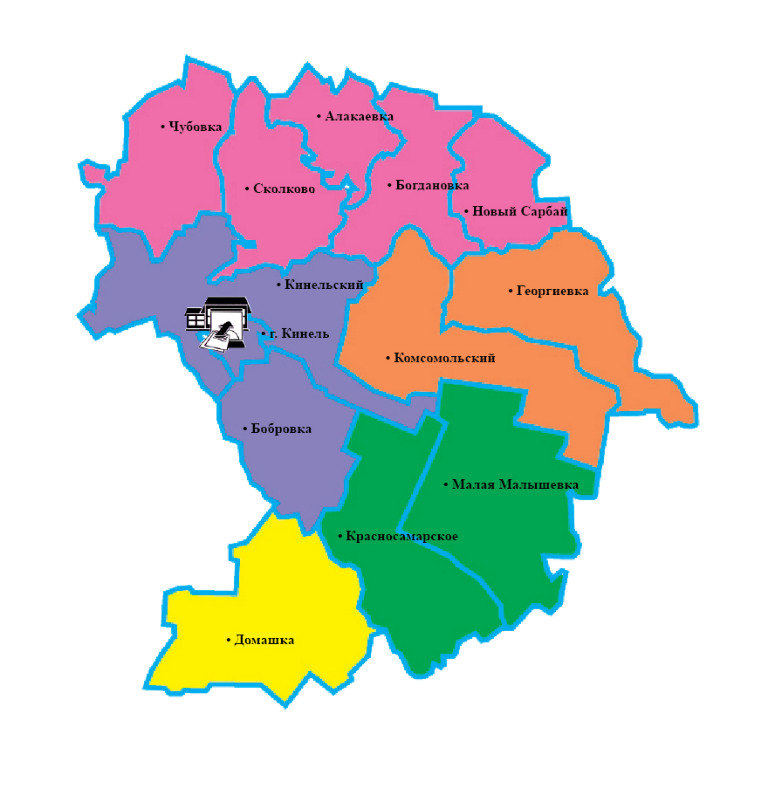 • Алакаевка
• Чубовка
• Богдановка
• Сколково
• Новый Сарбай
• Кинельский
• Георгиевка
• г. Кинель
• Комсомольский
• Бобровка
• Малая Малышевка
• Красносамарское
• Домашка